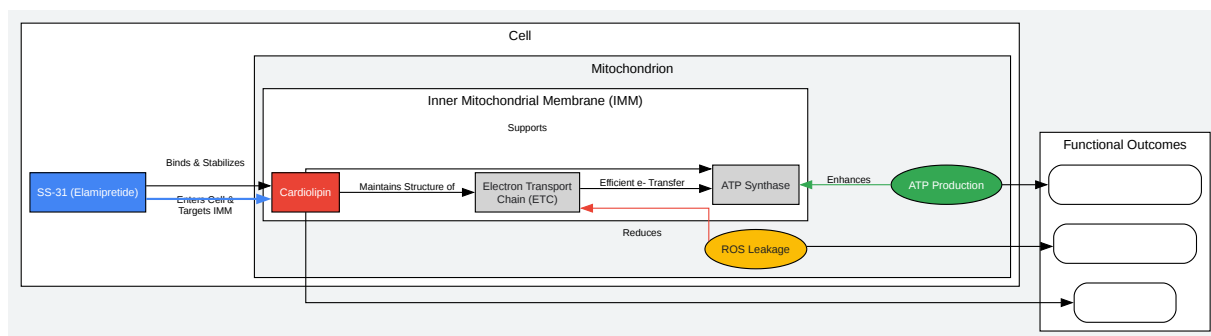 Cell
Mitochondrion
Inner Mitochondrial Membrane (IMM)
Supports
Functional Outcomes
Binds & Stabilizes
SS-31 (Elamipretide)
Enters Cell &
Targets IMM
Cardiolipin
Maintains Structure of
Electron Transport
Chain (ETC)
Efficient e- Transfer
ATP Synthase
Enhances
ATP Production
Reduces
ROS Leakage